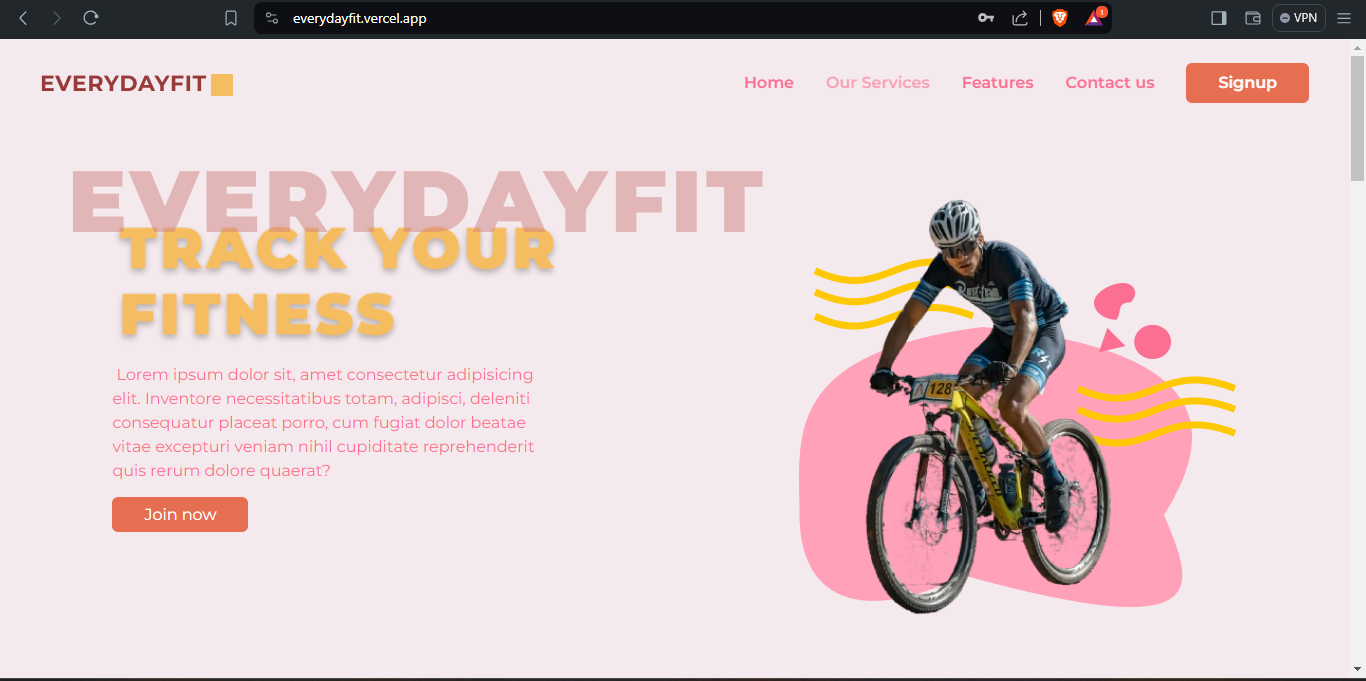 everydayfit.vercel.app
1
VPN
EVERYDAYFIT
Home Our Services Features Contact us Signup
EVERYDAYFIT
TRACK YOUR
FITNESS
Lorem ipsum dolor sit, amet consectetur adipisicing
elit. Inventore necessitatibus totam, adipisci, deleniti
consequatur placeat porro, cum fugiat dolor beatae
vitae excepturi veniam nihil cupiditate reprehenderit
quis rerum dolore quaerat?
Join now
128